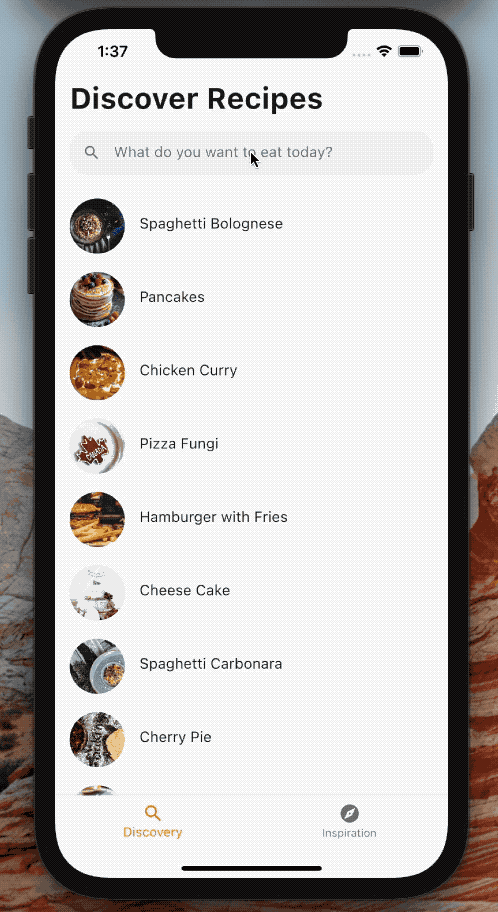 1:37
Discover Recipes
What do you want to eat today?
Spaghetti Bolognese
Pancakes
Chicken Curry
Pizza Fungi
Hamburger with Fries
Cheese Cake
Spaghetti Carbonara
Cherry Pie
Discovery
Inspiration